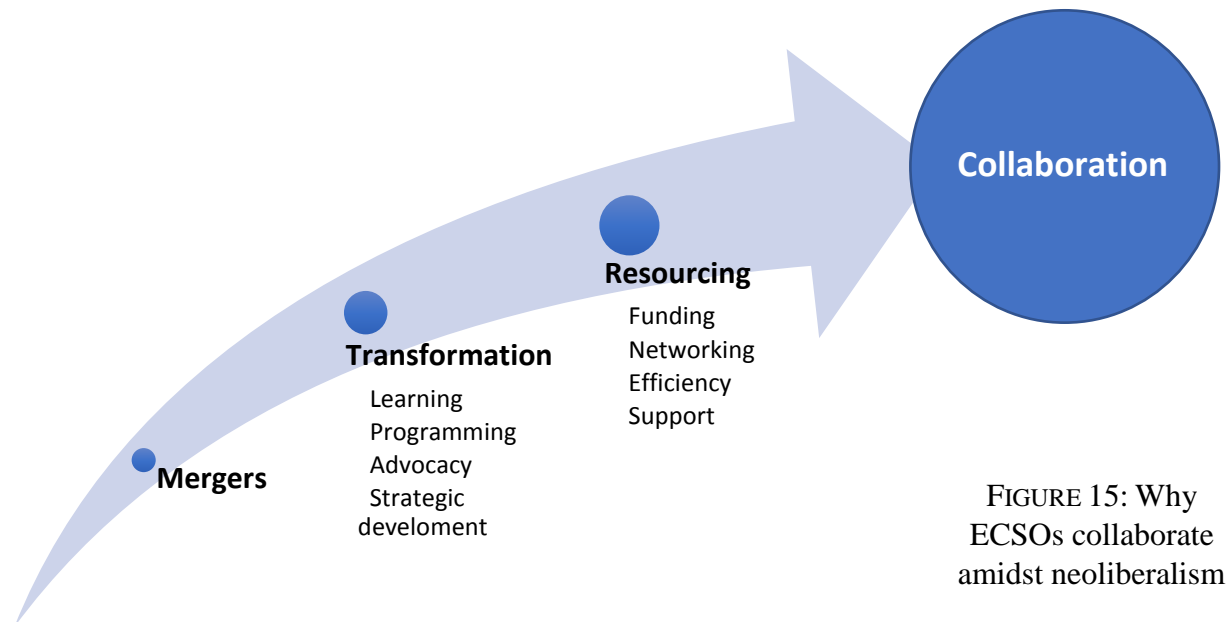 Collaboration
Resourcing
Funding
Networking
Efficiency
Support
Transformation
Learning
Programming
Advocacy
Strategic
develoment
Mergers
FIGURE 15: Why
ECSOs collaborate
amidst neoliberalism